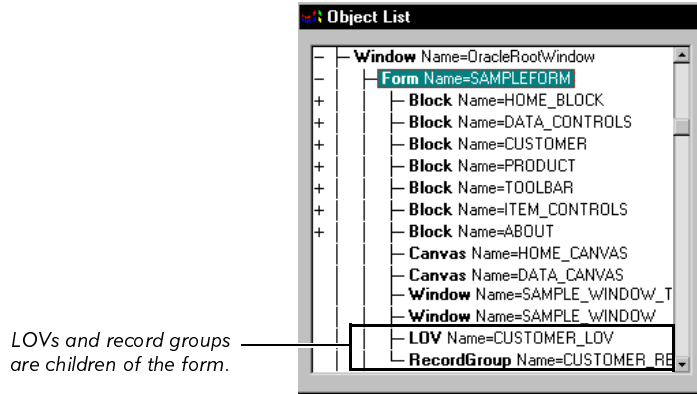 Object List
Window Name=OracleRootWindow
Form Name=SAMPLEFORM
Block Name=HOME_BLOCK
Block Name=DATA_CONTROLS
Block Name=CUSTOMER
Block Name=PRODUCT
Block Name=TOOLBAR
Block Name=ITEM_CONTROLS
Block Name=ABOUT
Canvas Name=HOME_CANVAS
Canvas Name=DATA_CANVAS
Window Name=SAMPLE_WINDOW_T
Window Name=SAMPLE_WINDOW
LOV Name=CUSTOMER_LOV
RecordGroup Name=CUSTOMER_RE
LOVs and record groups
are children of the form.